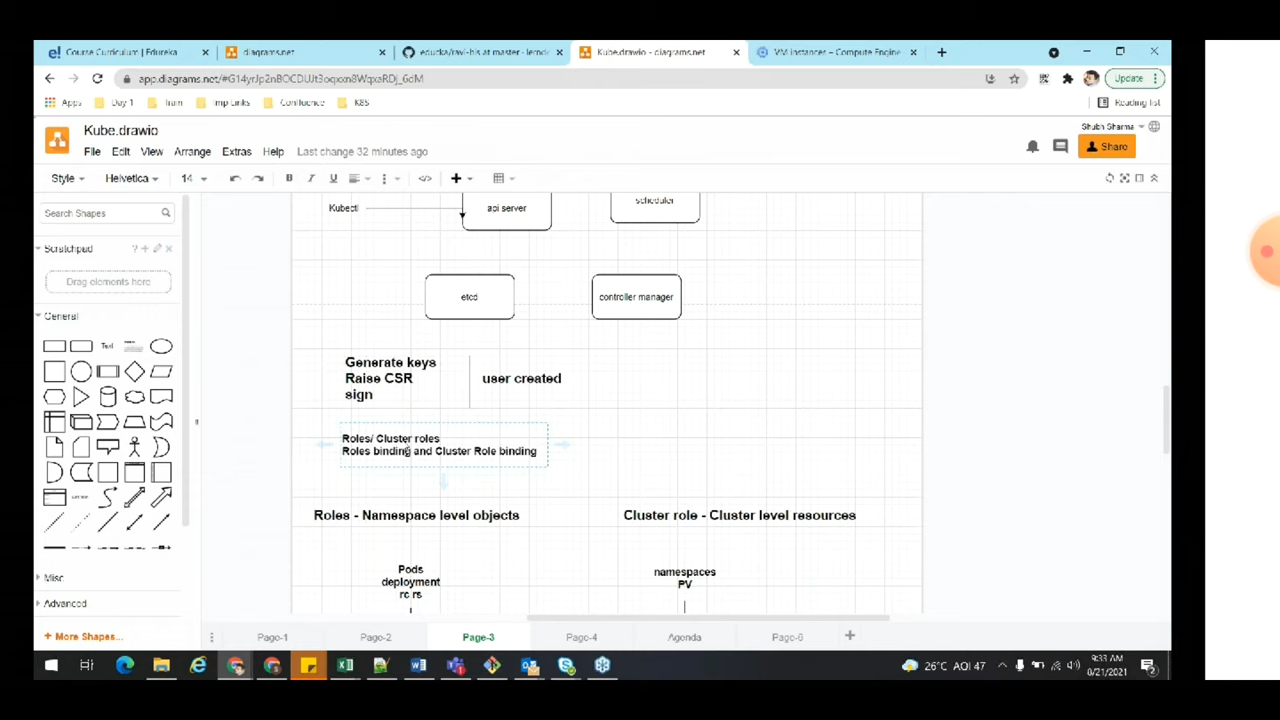 Course Curriculum | Edureka
diagrams.net
Kube.drawio - diagrams.net
VM instances – Compute Engine
Update
Apps
Day 1
Train
Imp Links
Confluence
K8S
Reading list
Kube.drawio
Shubh Sharma
File Edit View Arrange Extras Help Last change 32 minutes ago
Share
Style Helvetica 14
Search Shapes
Scratchpad
Drag elements here
General
Text
Misc
Advanced
+ More Shapes...
Kubectl
api server
scheduler
etcd
controller manager
Generate keys
Raise CSR
sign
user created
Roles/ Cluster roles
Roles binding and Cluster Role binding
Roles - Namespace level objects
Cluster role - Cluster level resources
Pods
deployment
rc rs
namespaces
PV
Page-1 Page-2 Page-3 Page-4 Agenda Page-6
26°C AQI 47
9:33 AM
8/21/2021